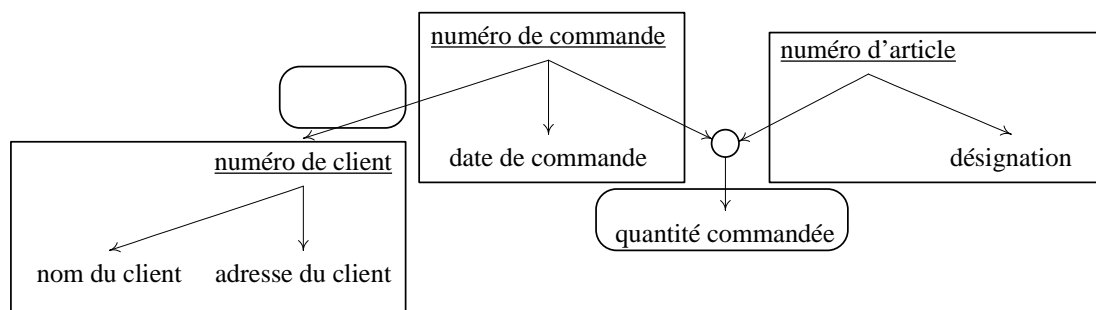 numéro de commande
numéro d'article
date de commande
désignation
numéro de client
quantité commandée
nom du client
adresse du client